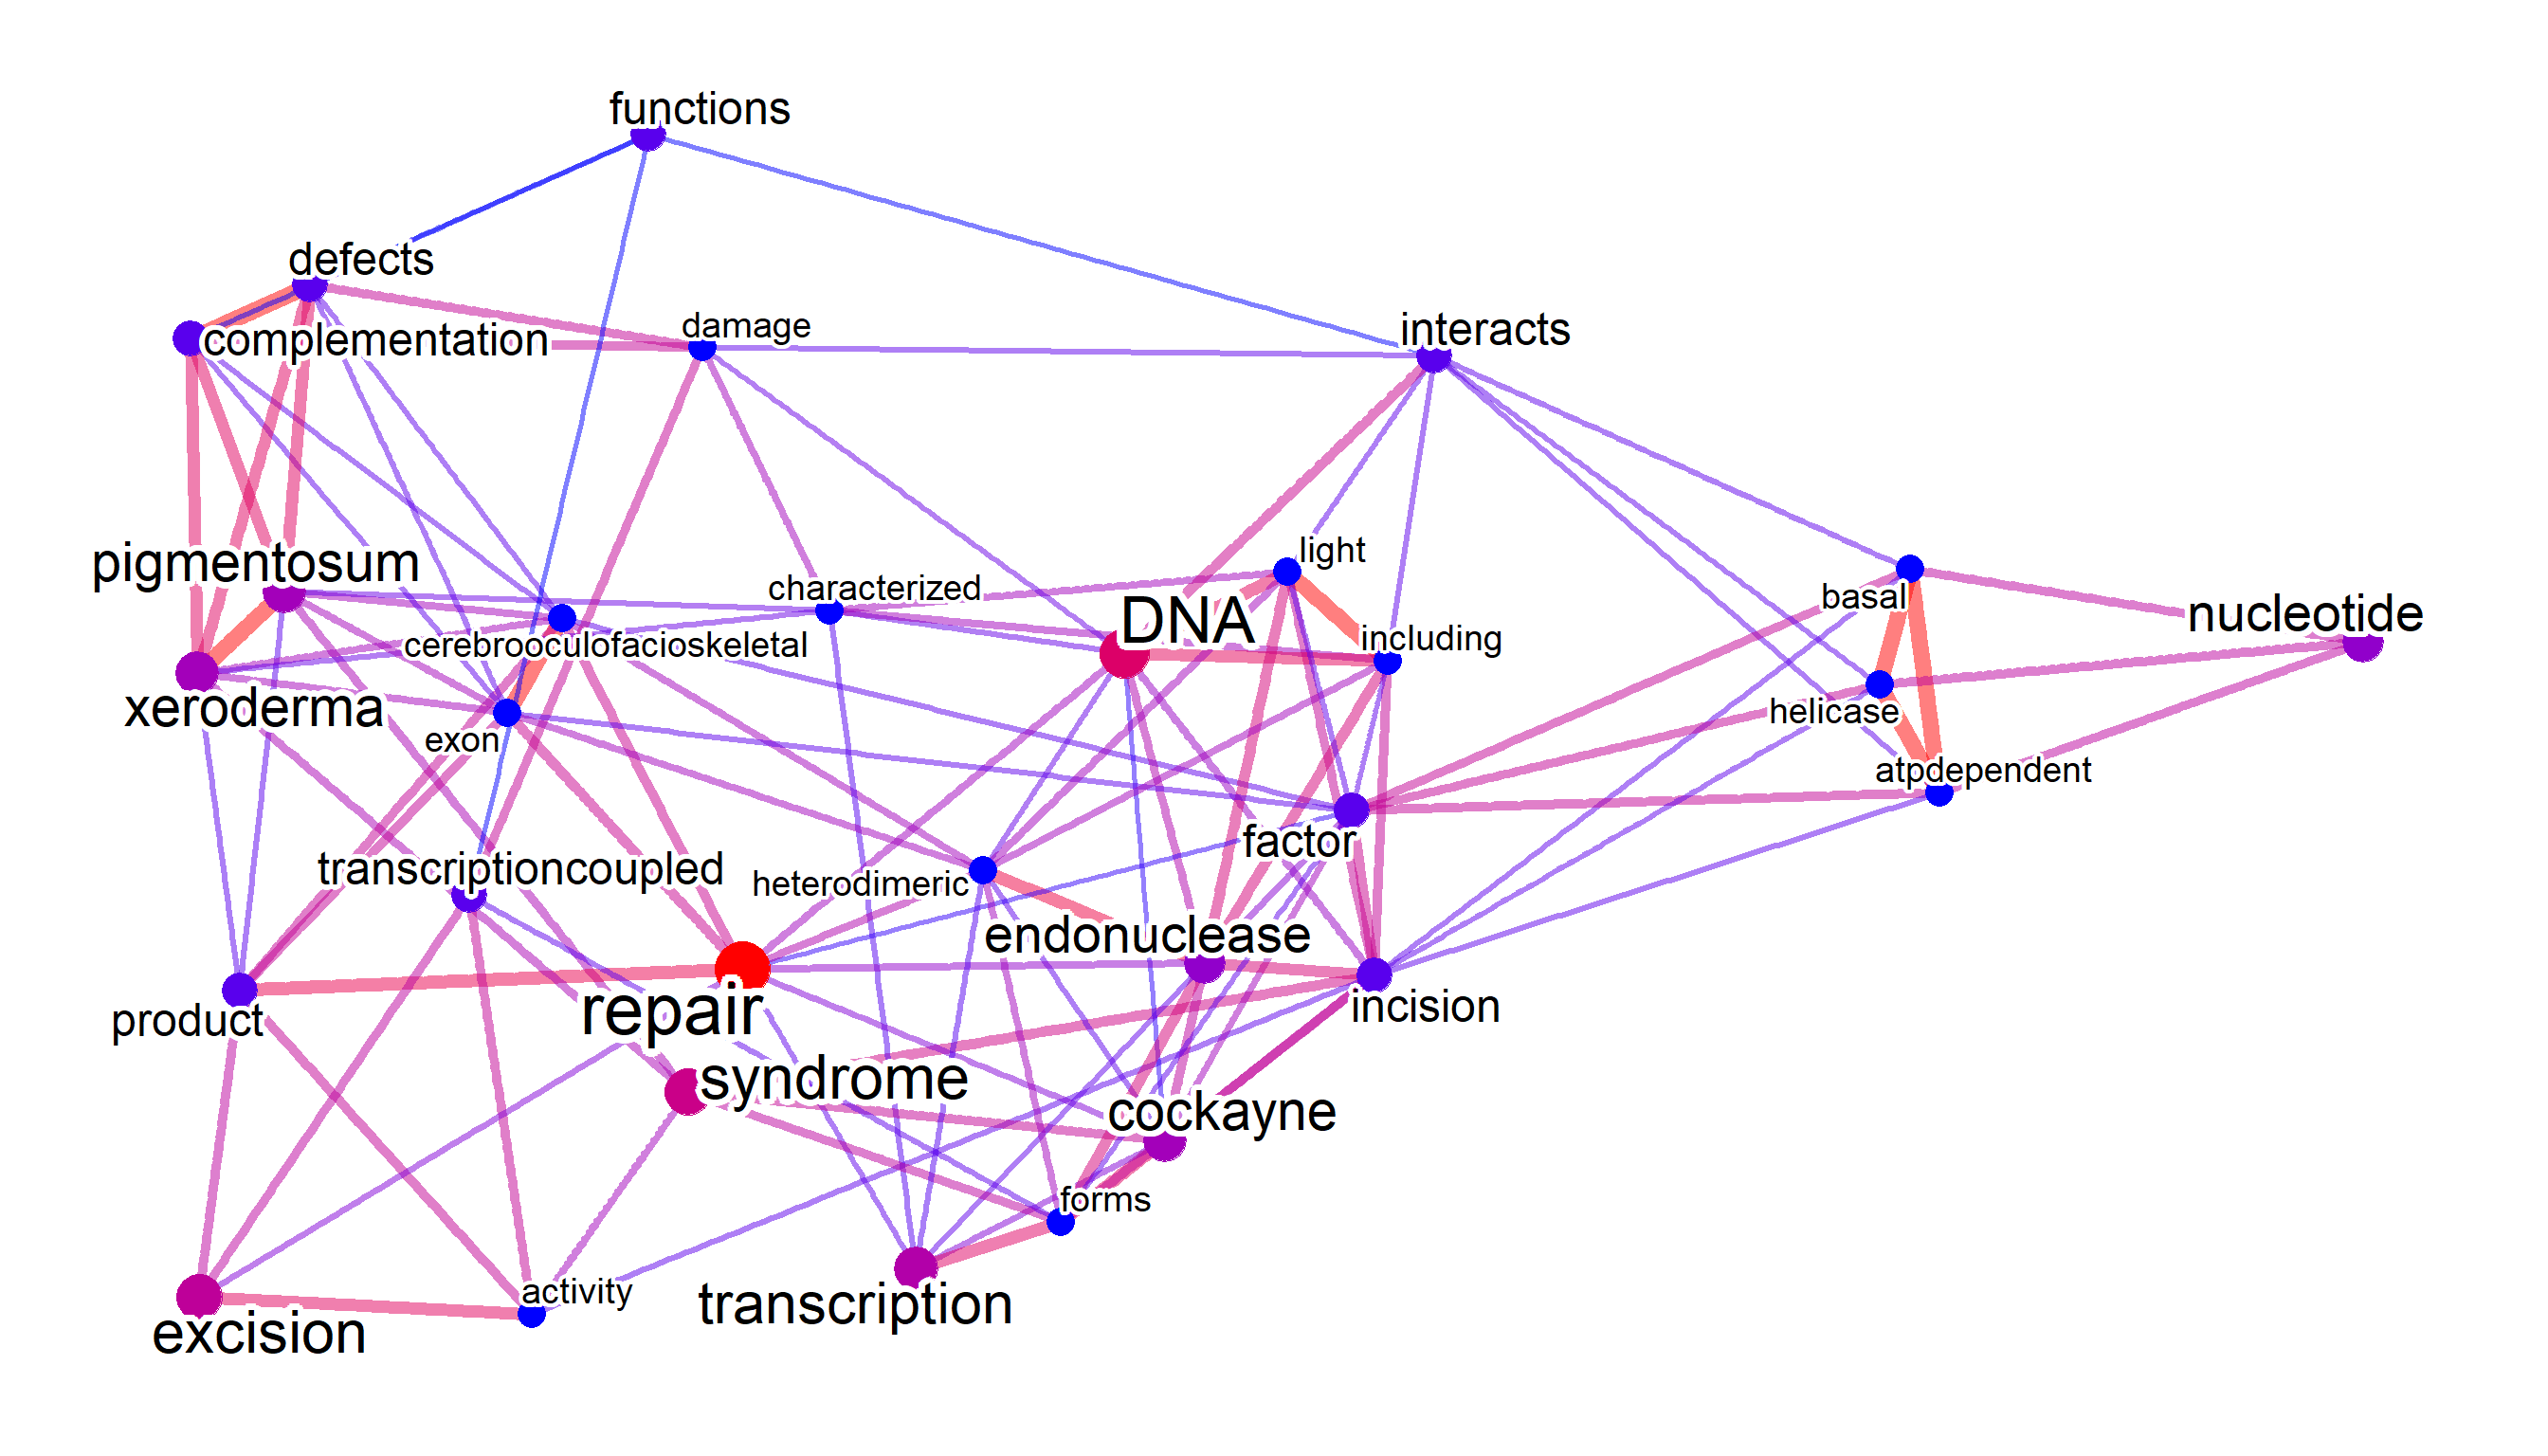 functions
defects
interacts
damage
complementation
light
pigmentosum
characterized
basal
DNA
nucleotide
including
cerebrooculofacioskeletal
xeroderma
helicase
exon
atpdependent
factor
transcriptioncoupled
heterodimeric
endonuclease
incision
repair
product
syndrome
cockayne
forms
activity
transcription
excision